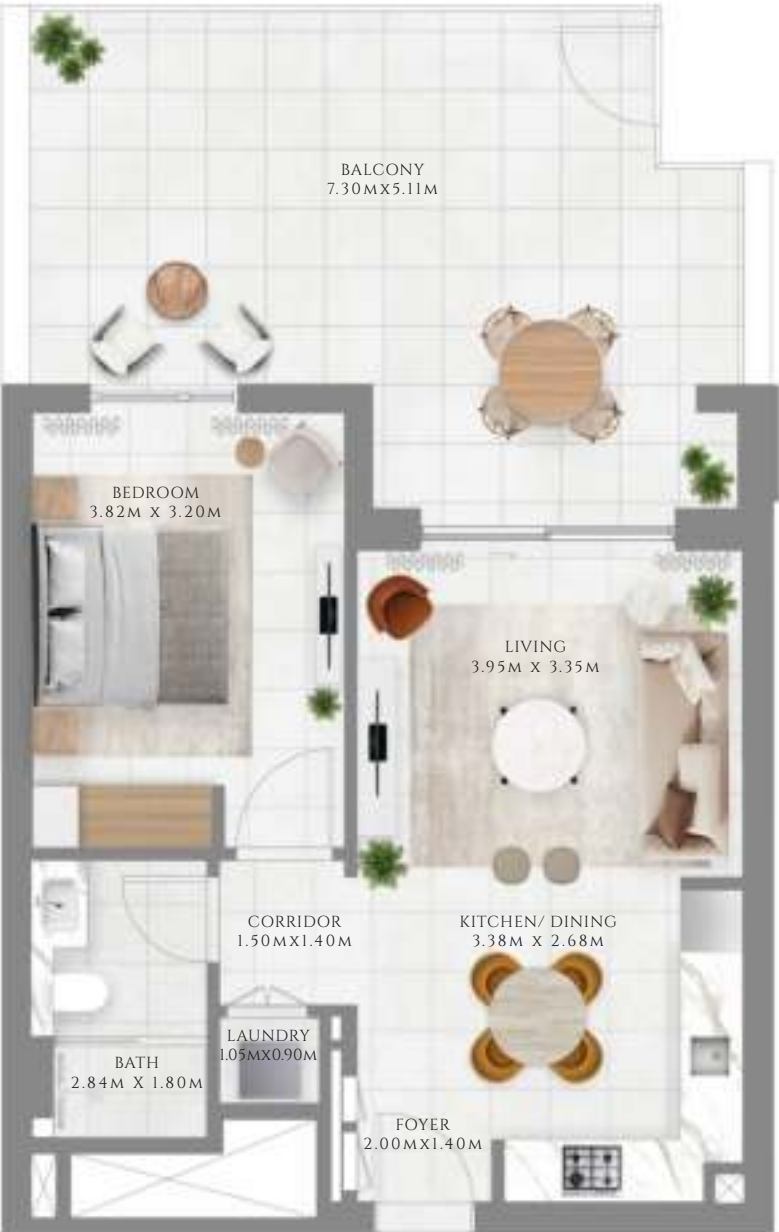 BALCONY
7.30MX5.11M
BEDROOM
3.82M X 3.20M
LIVING
3.95M X 3.35M
CORRIDOR
1.50MX1.40M
KITCHEN/ DINING
3.38M X 2.68M
LAUNDRY
1.05MX0.90M
BATH
2.84M X 1.80M
FOYER
2.00MX1.40M